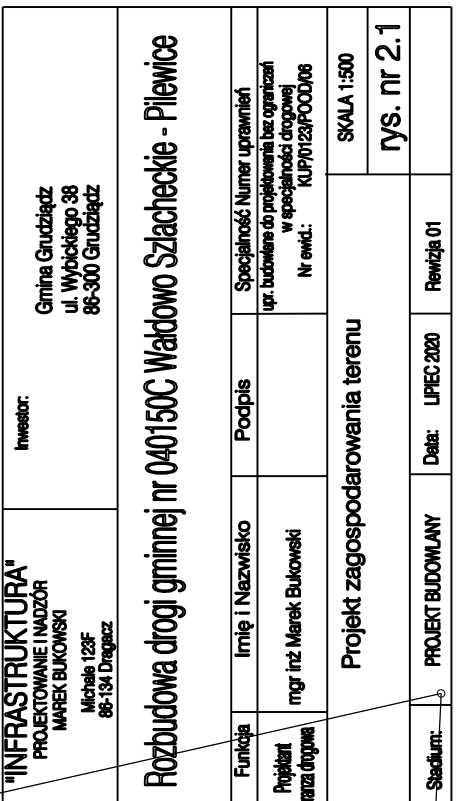 "INFRASTRUKTURA"
PROJEKTOWANIE I NADZÓR
MAREK BUKOWSKI
Michale 123F
86-134 Dragacz
Inwestor:
Gmina Grudziądz
ul. Wybickiego 38
86-300 Grudziądz
Rozbudowa drogi gminnej nr 040150C Wałdowo Szlacheckie - Pilewice
Funkcja Imię i Nazwisko Podpis Specjalność Numer uprawnień
Projektant
branża drogowa
mgr inż Marek Bukowski
upr. budowlane do projektowania bez ograniczeń
w specjalności drogowej
Nr ewid.: KUP/0123/POOD/06
Projekt zagospodarowania terenu
SKALA 1:500
rys. nr 2.1
Stadium: PROJEKT BUDOWLANY Data: LIPIEC 2020 Rewizja 01